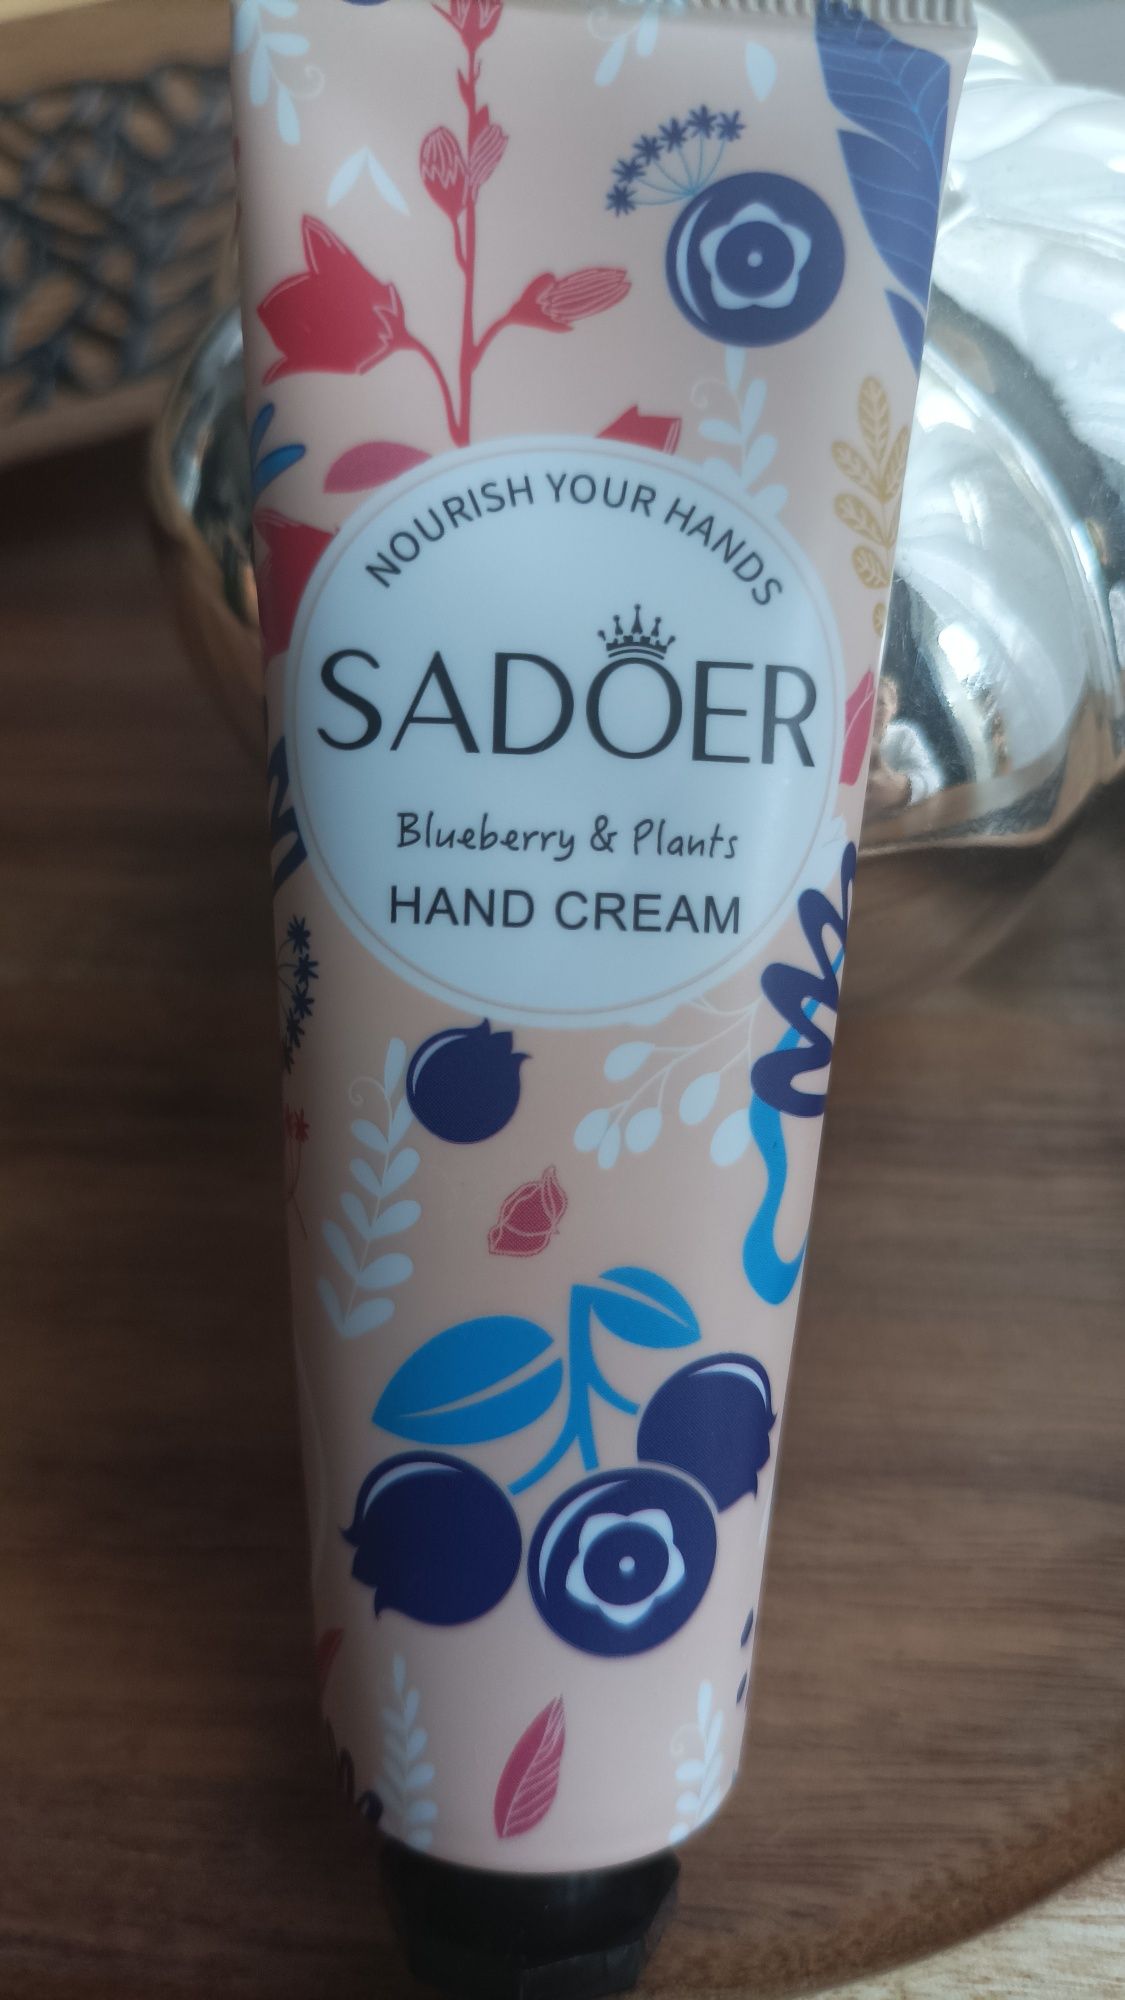 NOURISH YOUR HANDS
SADOER
Blueberry & Plants
HAND CREAM